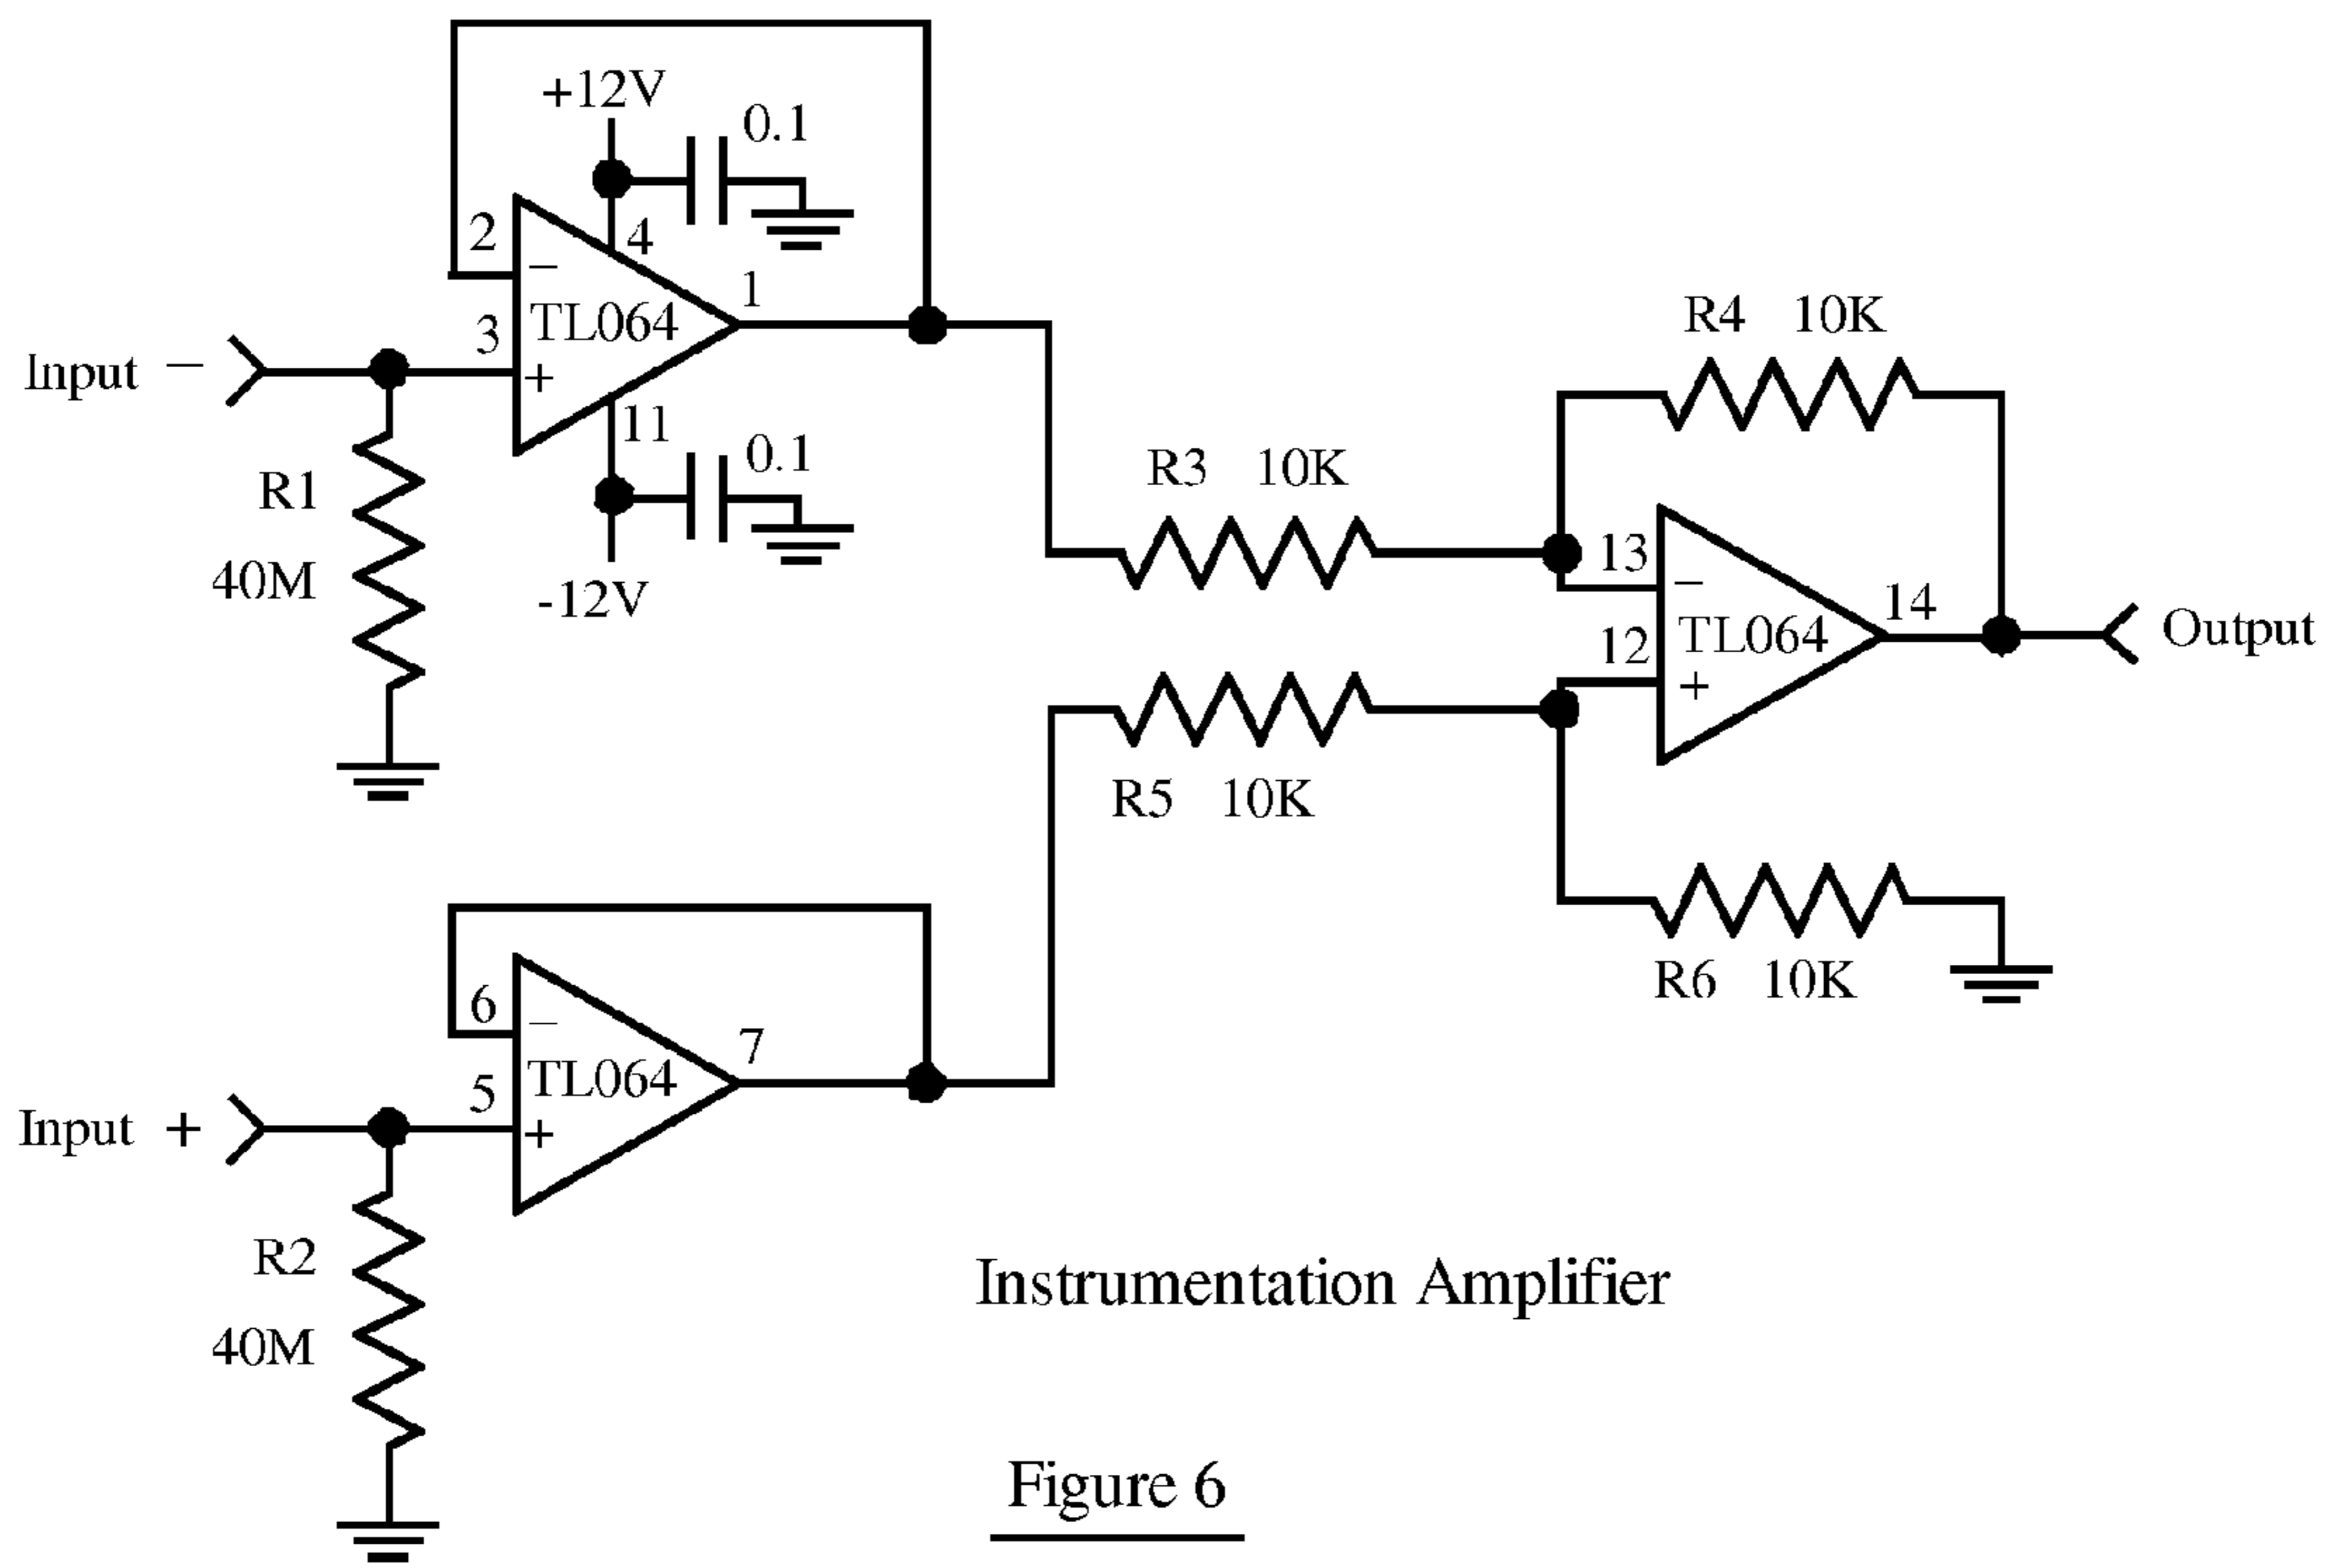 +12V
0.1
2
4
−
TL064
1
3
+
Input −
11
0.1
-12V
R1
40M
R3 10K
R4 10K
13
−
TL064
14
12
+
Output
R5 10K
R6 10K
6
−
TL064
7
5
+
Input +
R2
40M
Instrumentation Amplifier
Figure 6